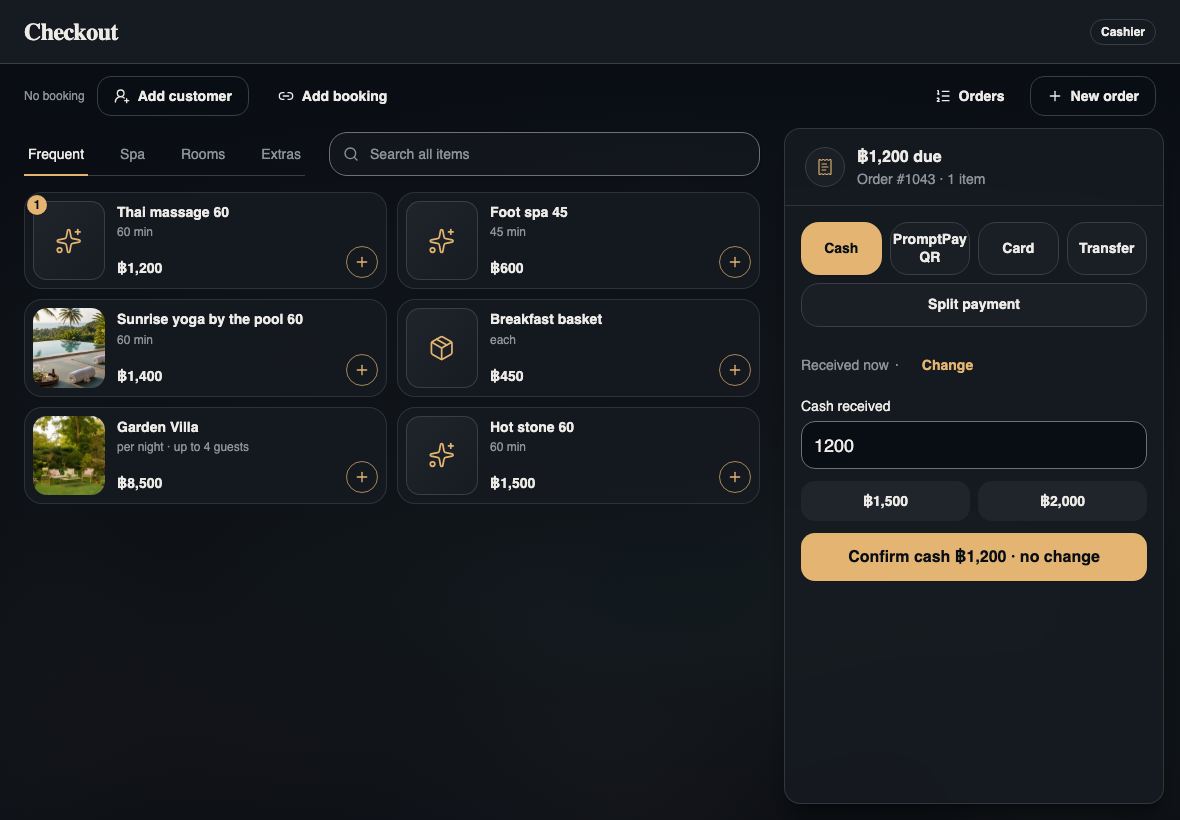 Checkout
Cashier
No booking
Add customer
Add booking
Orders
New order
Frequent
Spa
Rooms
Extras
Search all items
1
Thai massage 60
60 min
฿1,200
Foot spa 45
45 min
฿600
Sunrise yoga by the pool 60
60 min
฿1,400
Breakfast basket
each
฿450
Garden Villa
per night · up to 4 guests
฿8,500
Hot stone 60
60 min
฿1,500
฿1,200 due
Order #1043 · 1 item
Cash
PromptPay
QR
Card
Transfer
Split payment
Received now ·
Change
Cash received
1200
฿1,500
฿2,000
Confirm cash ฿1,200 · no change